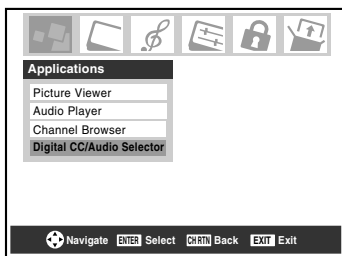 Applications
Picture Viewer
Audio Player
Channel Browser
Digital CC/Audio Selector
Navigate ENTER Select CH RTN Back EXIT Exit